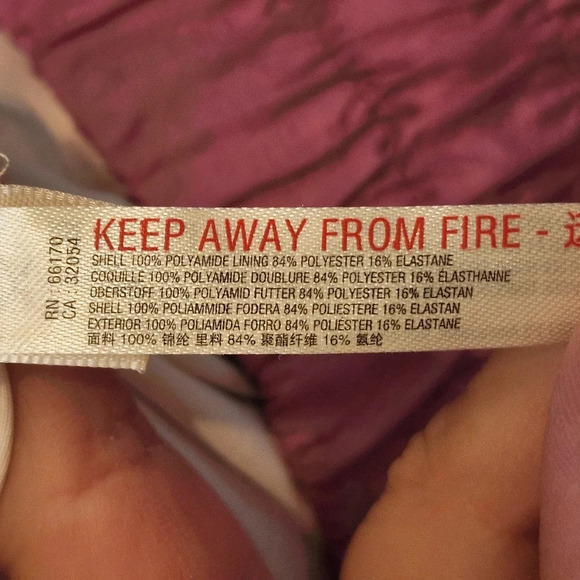 RN 66170
CA 32054
KEEP AWAY FROM FIRE -
SHELL 100% POLYAMIDE LINING 84% POLYESTER 16% ELASTANE
COQUILLE 100% POLYAMIDE DOUBLURE 84% POLYESTER 16% ÉLASTHANNE
OBERSTOFF 100% POLYAMID FUTTER 84% POLYESTER 16% ELASTAN
SHELL 100% POLIAMMIDE FODERA 84% POLIESTERE 16% ELASTAN
EXTERIOR 100% POLIAMIDA FORRO 84% POLIÉSTER 16% ELASTANE
面料 100% 锦纶 里料 84% 聚酯纤维 16% 氨纶